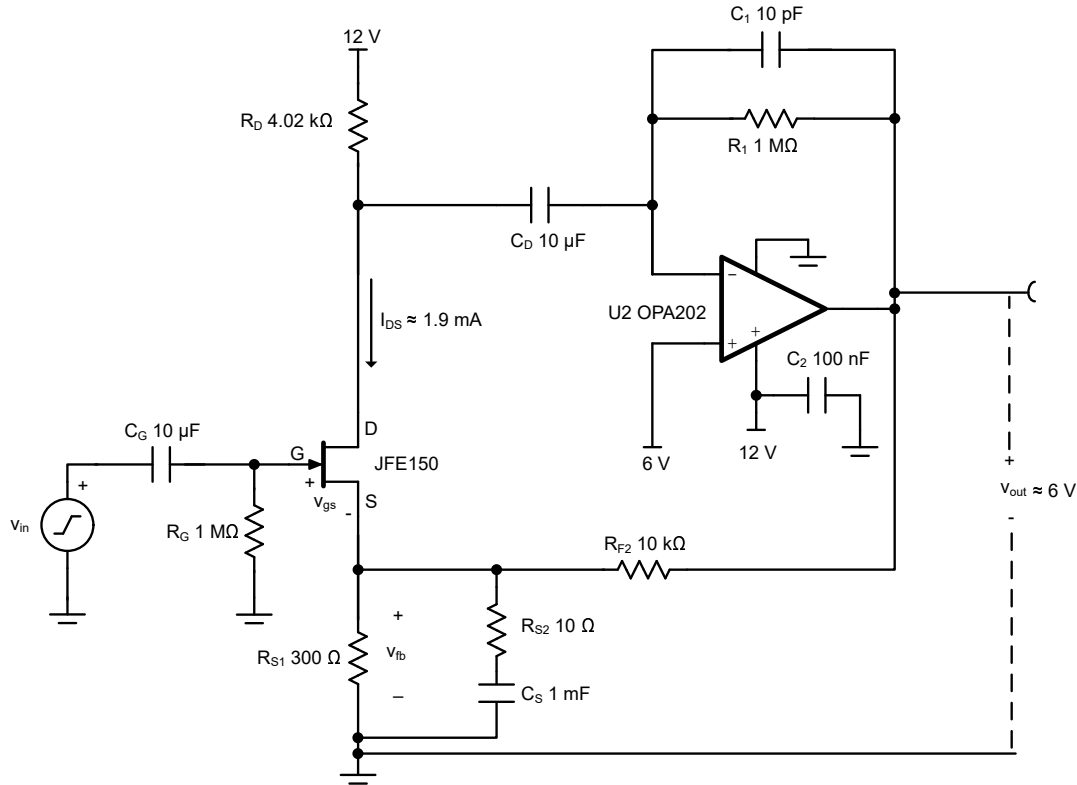 C₁ 10 pF
12 V
R_D 4.02 kΩ
R₁ 1 MΩ
C_D 10 µF
−
U2 OPA202
I_DS ≈ 1.9 mA
+
+
C₂ 100 nF
C_G 10 µF
D
6 V
12 V
G
JFE150
+
+
+
v_in
v_gs
S
-
v_out ≈ 6 V
R_G 1 MΩ
-
R_F2 10 kΩ
+
R_S2 10 Ω
R_S1 300 Ω
v_fb
–
C_S 1 mF